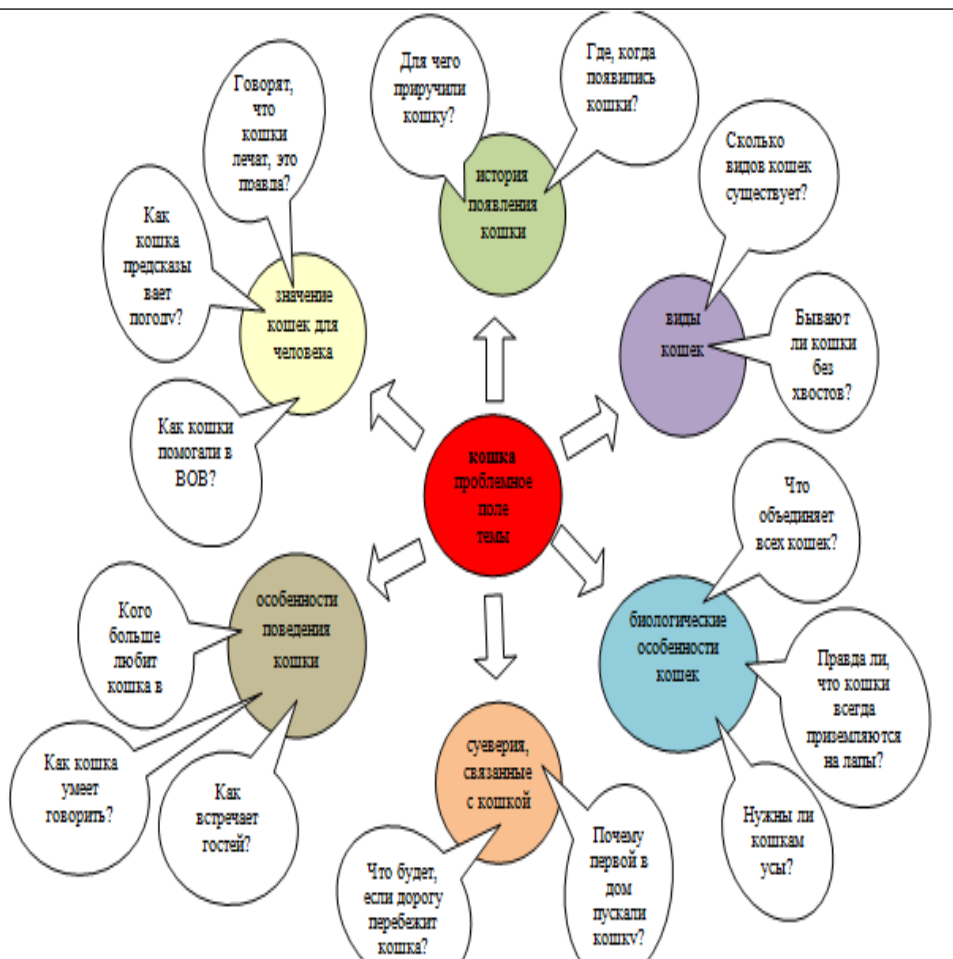 Говорят,
что
кошки
лечат, это
правда?
Для чего
приручили
кошку?
Где, когда
появились
кошки?
Сколько
видов кошек
существует?
Как
кошка
предсказы
вает
погоду?
история
появления
кошки
значение
кошек для
человека
виды
кошек
Бывают
ли кошки
без
хвостов?
Как кошки
помогали в
ВОВ?
кошка
проблемное
поле
темы
Что
объединяет
всех кошек?
особенности
поведения
кошки
биологические
особенности
кошек
Кого
больше
любит
кошка в
Правда ли,
что кошки
всегда
приземляются
на лапы?
Как кошка
умеет
говорить?
Как
встречает
гостей?
суеверия,
связанные
с кошкой
Нужны ли
кошкам
усы?
Что будет,
если дорогу
перебежит
кошка?
Почему
первой в
дом
пускали
кошку?